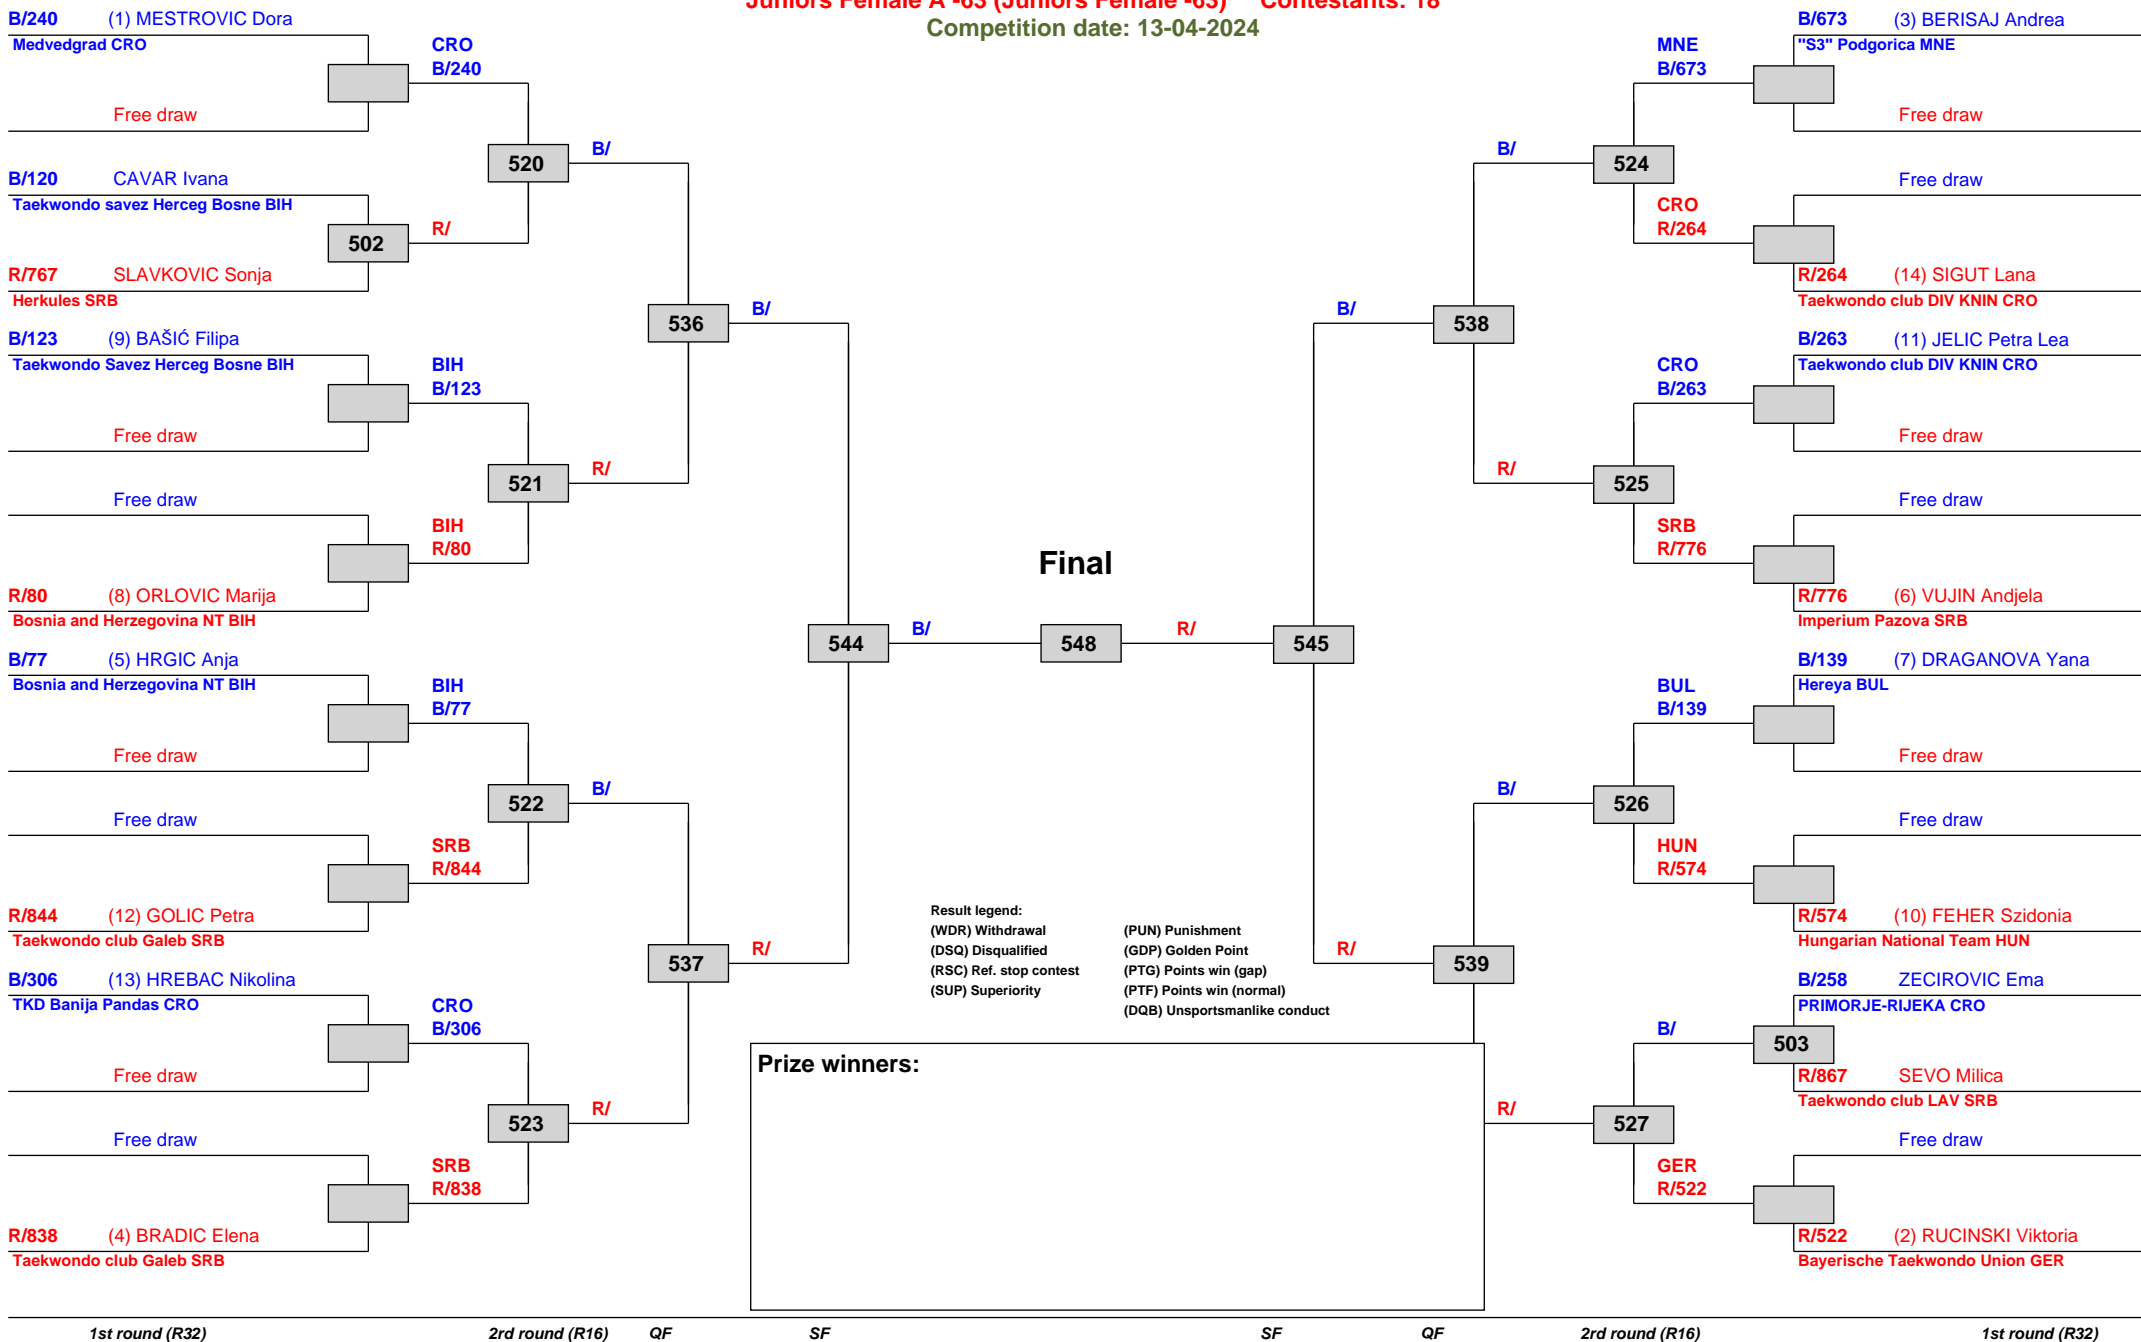 Juniors Female A -63 (Juniors Female -63) Contestants: 18
Competition date: 13-04-2024
B/240 (1) MESTROVIC Dora
Medvedgrad CRO
CRO
B/240
Free draw
520
B/
B/120 CAVAR Ivana
Taekwondo savez Herceg Bosne BIH
502
R/
R/767 SLAVKOVIC Sonja
Herkules SRB
536
B/
B/123 (9) BAŠIĆ Filipa
Taekwondo Savez Herceg Bosne BIH
BIH
B/123
Free draw
521
R/
Free draw
BIH
R/80
R/80 (8) ORLOVIC Marija
Bosnia and Herzegovina NT BIH
544
B/
B/77 (5) HRGIC Anja
Bosnia and Herzegovina NT BIH
BIH
B/77
Free draw
522
B/
Free draw
SRB
R/844
R/844 (12) GOLIC Petra
Taekwondo club Galeb SRB
537
R/
B/306 (13) HREBAC Nikolina
TKD Banija Pandas CRO
CRO
B/306
Free draw
523
R/
Free draw
SRB
R/838
R/838 (4) BRADIC Elena
Taekwondo club Galeb SRB
Final
548
R/
545
Result legend:
(WDR) Withdrawal (PUN) Punishment
(DSQ) Disqualified (GDP) Golden Point
(RSC) Ref. stop contest (PTG) Points win (gap)
(SUP) Superiority (PTF) Points win (normal)
(DQB) Unsportsmanlike conduct
Prize winners:
B/673 (3) BERISAJ Andrea
"S3" Podgorica MNE
MNE
B/673
Free draw
B/
524
Free draw
CRO
R/264
R/264 (14) SIGUT Lana
Taekwondo club DIV KNIN CRO
B/
538
B/263 (11) JELIC Petra Lea
Taekwondo club DIV KNIN CRO
CRO
B/263
Free draw
R/
525
Free draw
SRB
R/776
R/776 (6) VUJIN Andjela
Imperium Pazova SRB
B/139 (7) DRAGANOVA Yana
Hereya BUL
BUL
B/139
Free draw
B/
526
Free draw
HUN
R/574
R/574 (10) FEHER Szidonia
Hungarian National Team HUN
R/
539
B/258 ZECIROVIC Ema
PRIMORJE-RIJEKA CRO
B/
503
R/867 SEVO Milica
Taekwondo club LAV SRB
R/
527
Free draw
GER
R/522
R/522 (2) RUCINSKI Viktoria
Bayerische Taekwondo Union GER
1st round (R32) 2rd round (R16) QF SF SF QF 2rd round (R16) 1st round (R32)